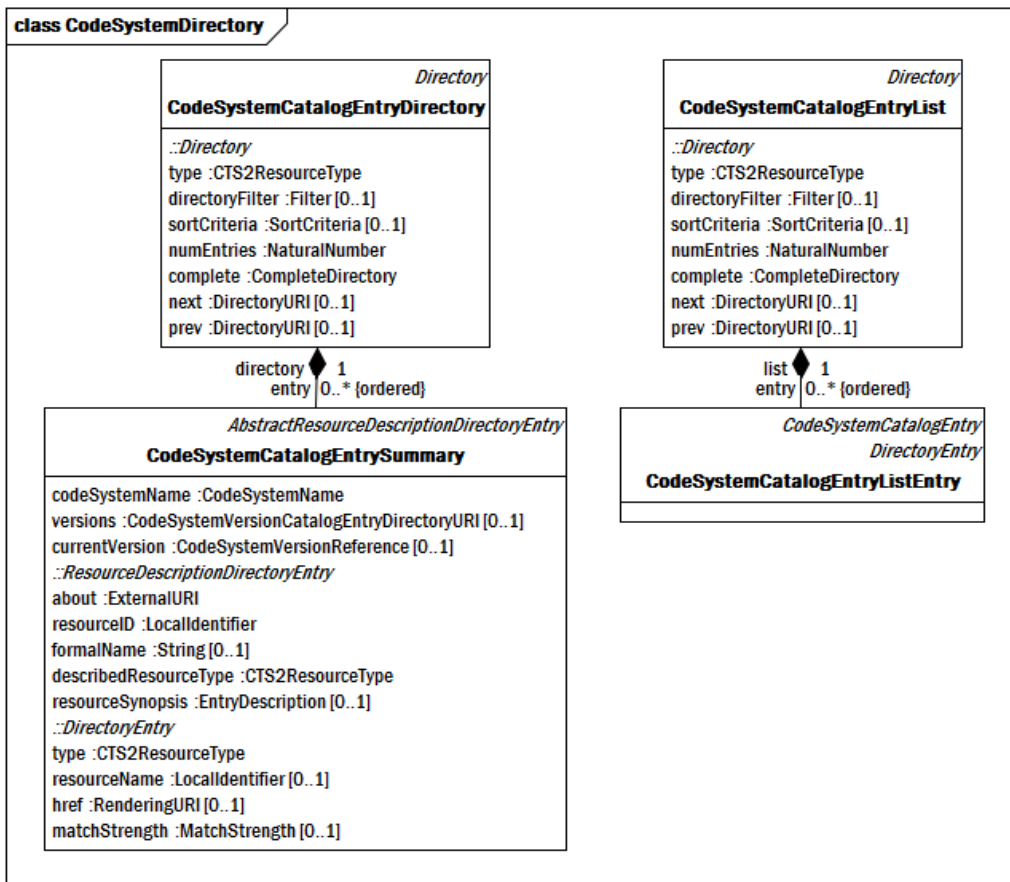 class CodeSystemDirectory
Directory
CodeSystemCatalogEntryDirectory
::Directory
type :CTS2ResourceType
directoryFilter :Filter [0..1]
sortCriteria :SortCriteria [0..1]
numEntries :NaturalNumber
complete :CompleteDirectory
next :DirectoryURI [0..1]
prev :DirectoryURI [0..1]
directory 1
entry 0..* {ordered}
AbstractResourceDescriptionDirectoryEntry
CodeSystemCatalogEntrySummary
codeSystemName :CodeSystemName
versions :CodeSystemVersionCatalogEntryDirectoryURI [0..1]
currentVersion :CodeSystemVersionReference [0..1]
::ResourceDescriptionDirectoryEntry
about :ExternalURI
resourceID :LocalIdentifier
formalName :String [0..1]
describedResourceType :CTS2ResourceType
resourceSynopsis :EntryDescription [0..1]
::DirectoryEntry
type :CTS2ResourceType
resourceName :LocalIdentifier [0..1]
href :RenderingURI [0..1]
matchStrength :MatchStrength [0..1]
Directory
CodeSystemCatalogEntryList
::Directory
type :CTS2ResourceType
directoryFilter :Filter [0..1]
sortCriteria :SortCriteria [0..1]
numEntries :NaturalNumber
complete :CompleteDirectory
next :DirectoryURI [0..1]
prev :DirectoryURI [0..1]
list 1
entry 0..* {ordered}
CodeSystemCatalogEntry
DirectoryEntry
CodeSystemCatalogEntryListEntry